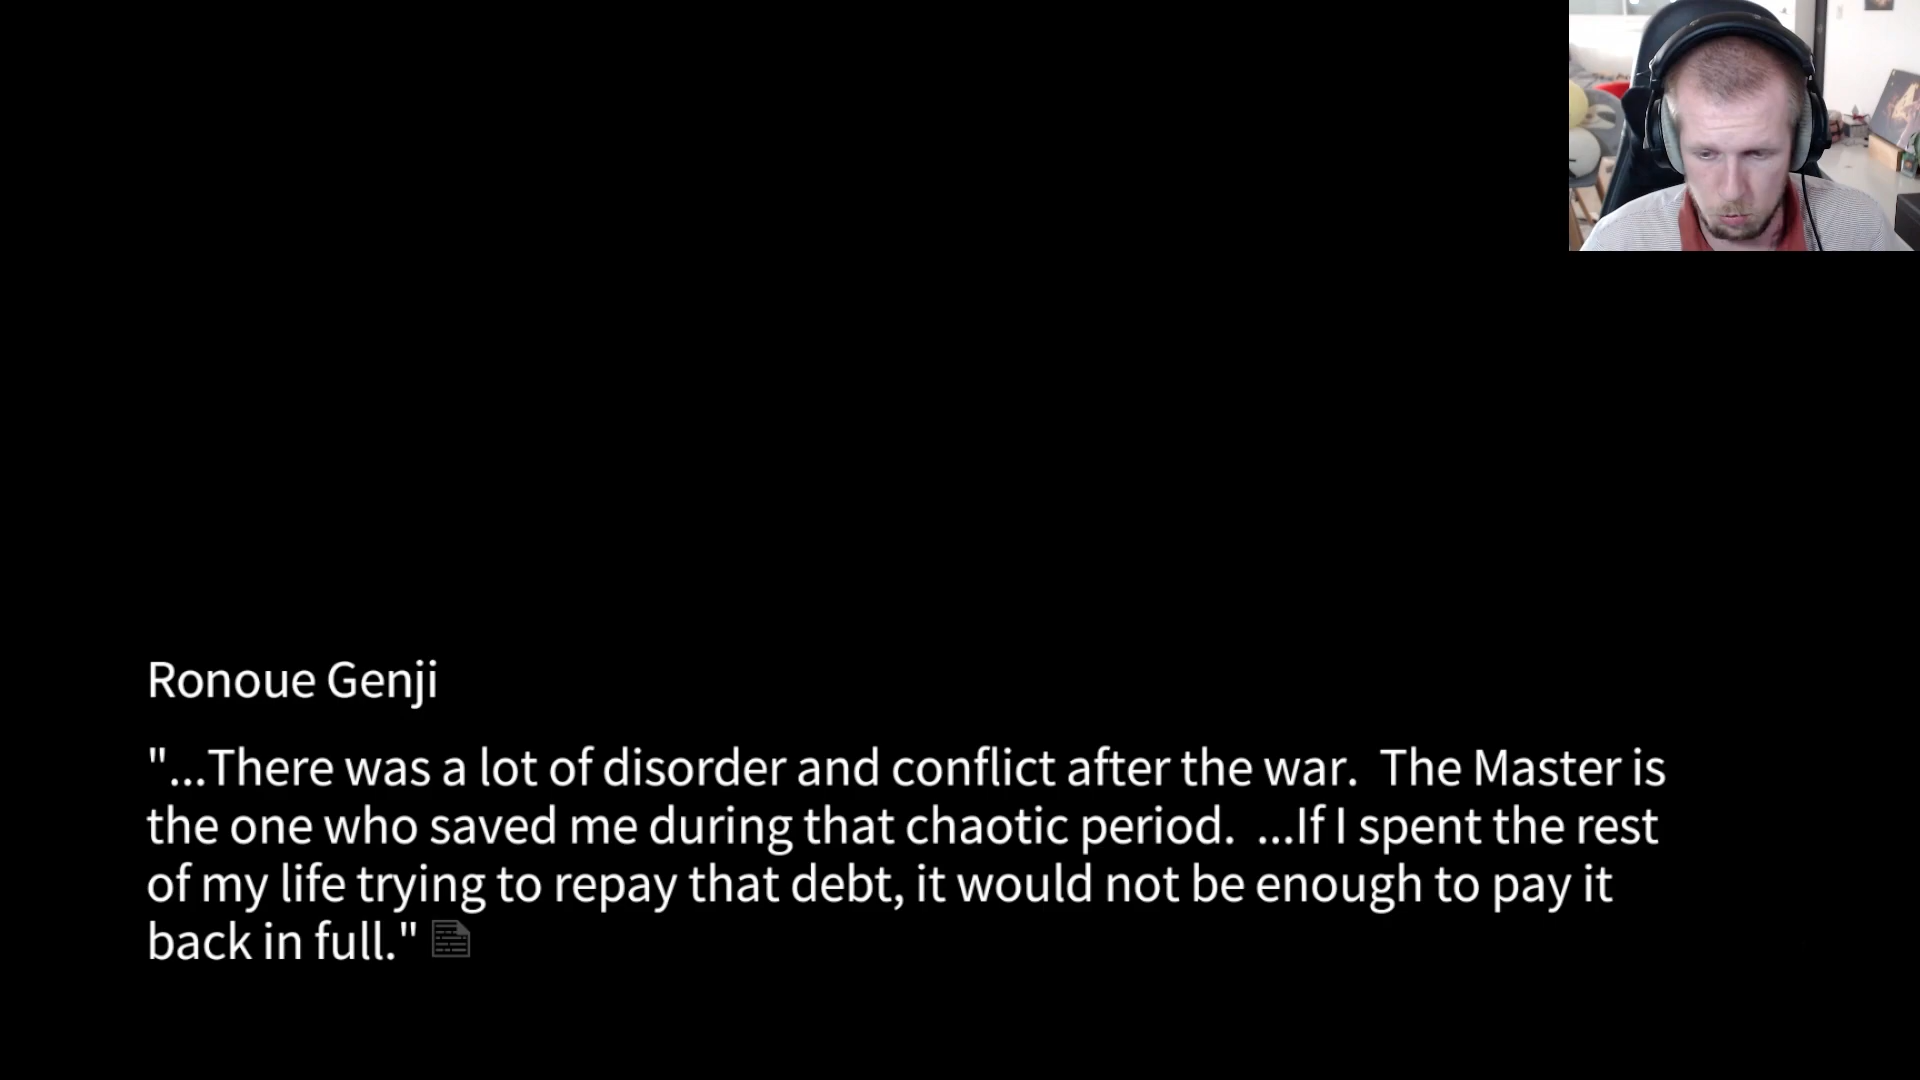 Ronoue Genji
"...There was a lot of disorder and conflict after the war.  The Master is
the one who saved me during that chaotic period.  ...If I spent the rest
of my life trying to repay that debt, it would not be enough to pay it
back in full."